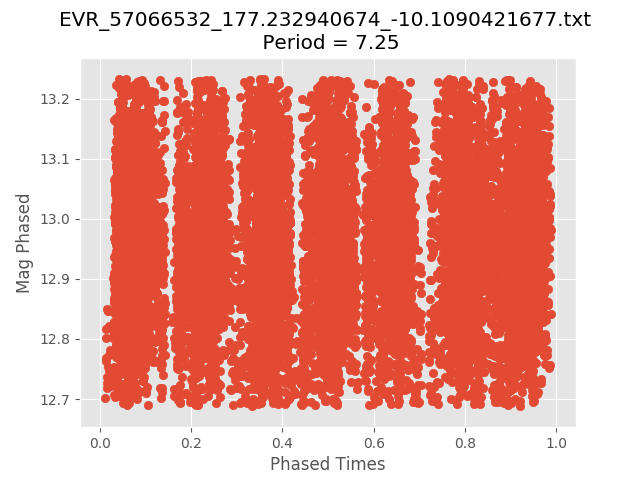 EVR_57066532_177.232940674_-10.1090421677.txt
Period = 7.25
13.2
13.1
13.0
12.9
12.8
12.7
Mag Phased
0.0 0.2 0.4 0.6 0.8 1.0
Phased Times